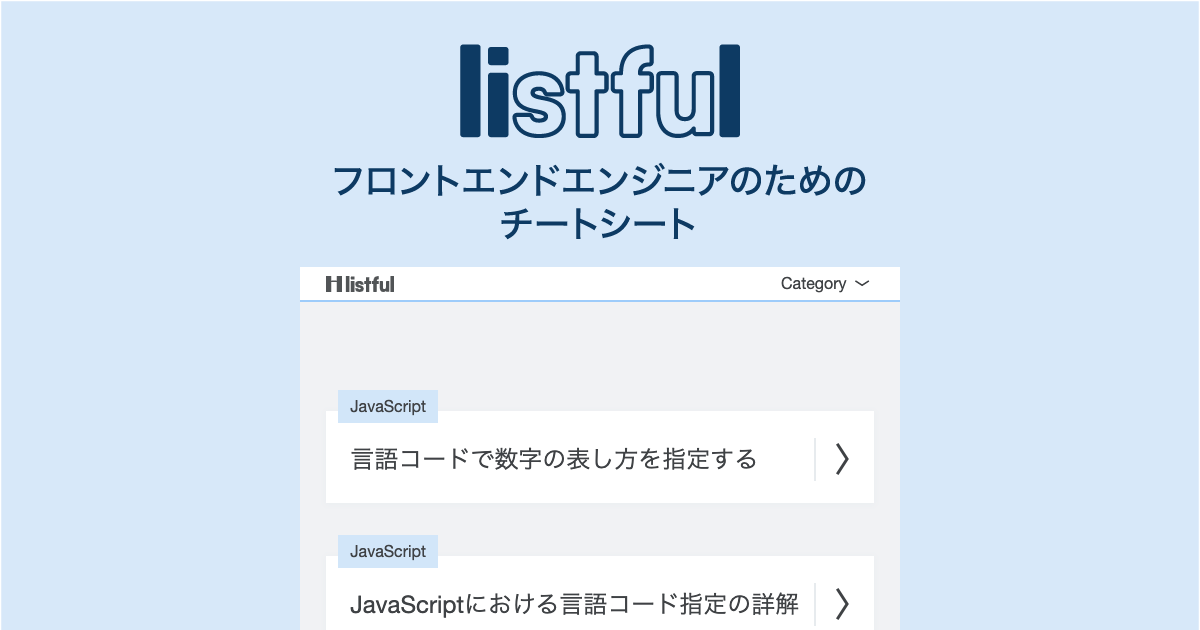 listful
フロントエンドエンジニアのための
チートシート
listful
Category
JavaScript
言語コードで数字の表し方を指定する
JavaScript
JavaScriptにおける言語コード指定の詳解